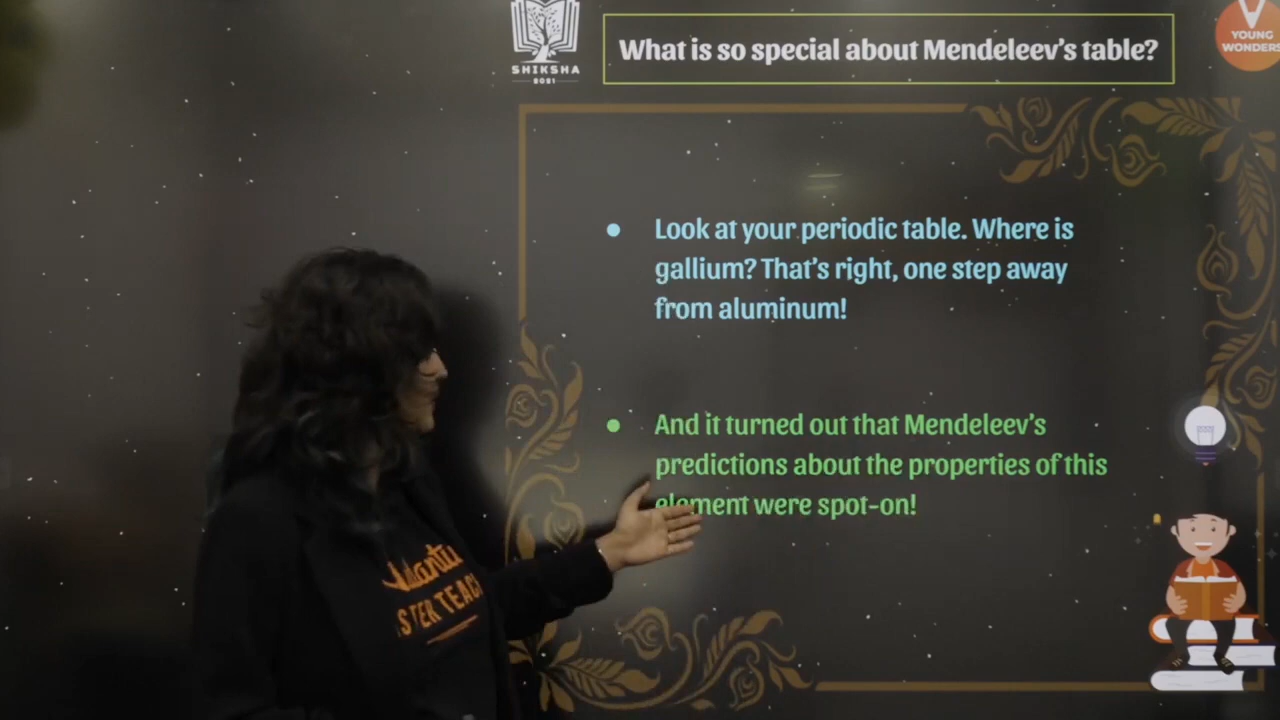 SHIKSHA
What is so special about Mendeleev's table?
YOUNG
WONDERS
Look at your periodic table. Where is
gallium? That's right, one step away
from aluminum!
And it turned out that Mendeleev's
predictions about the properties of this
element were spot-on!